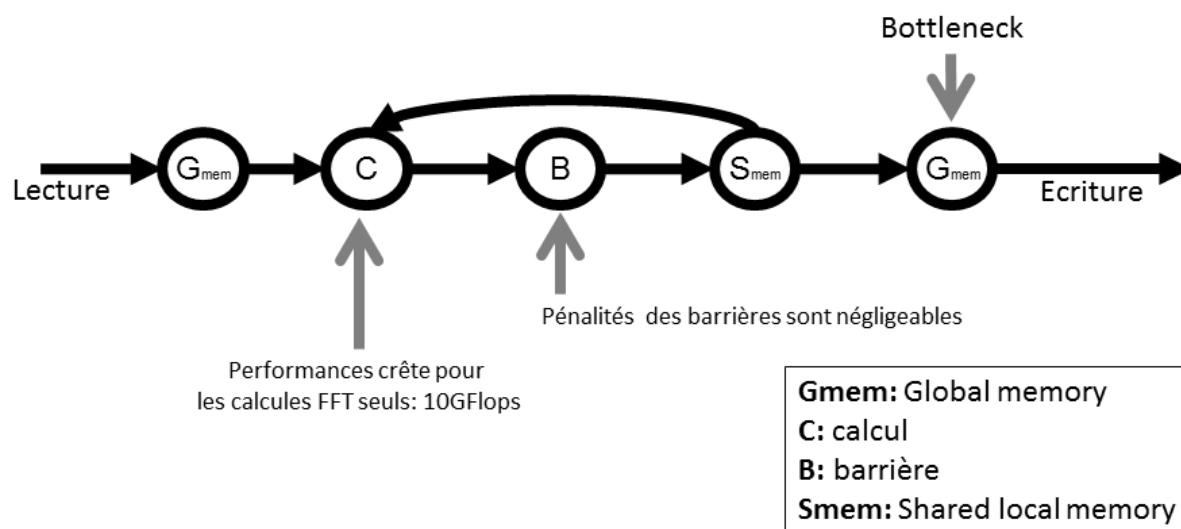 Bottleneck
Gmem
C
B
Smem
Gmem
Lecture
Ecriture
Pénalités des barrières sont négligeables
Performances crête pour
les calcules FFT seuls: 10GFlops
Gmem: Global memory
C: calcul
B: barrière
Smem: Shared local memory